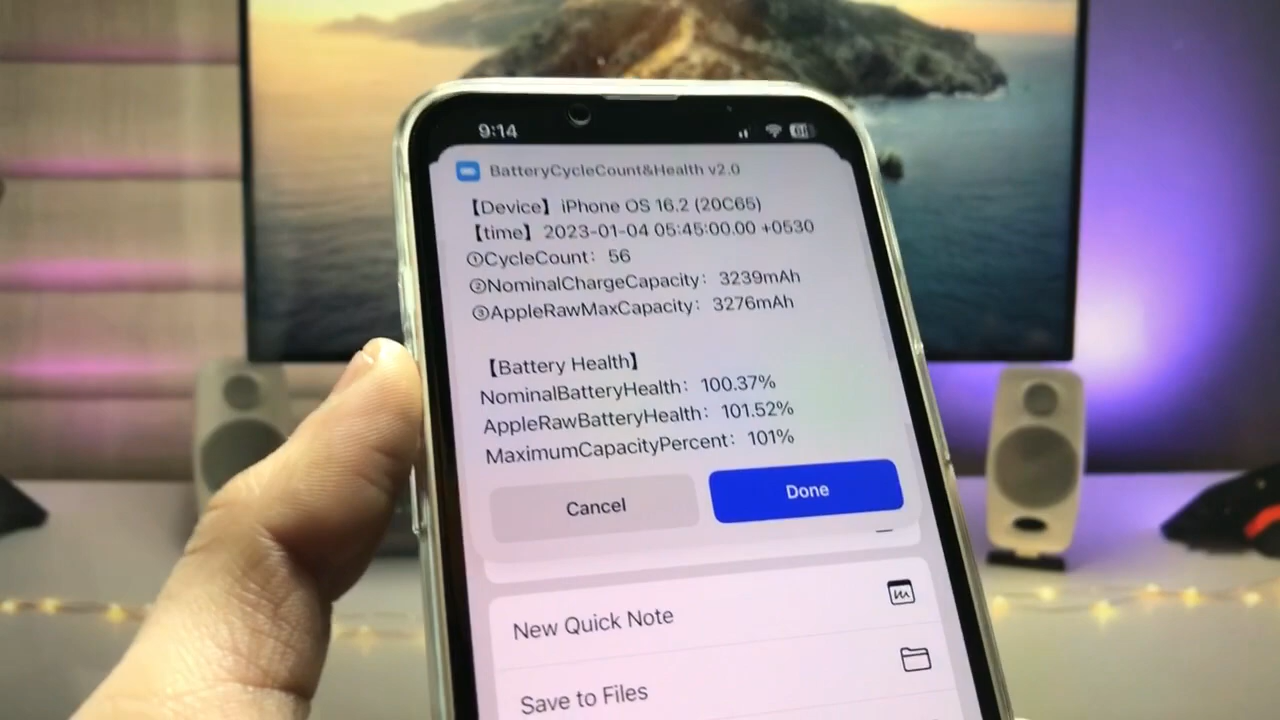 9:14
BatteryCycleCount&Health v2.0
【Device】 iPhone OS 16.2 (20C65)
【time】 2023-01-04 05:45:00.00 +0530
①CycleCount： 56
②NominalChargeCapacity： 3239mAh
③AppleRawMaxCapacity： 3276mAh
【Battery Health】
NominalBatteryHealth： 100.37%
AppleRawBatteryHealth： 101.52%
MaximumCapacityPercent： 101%
Cancel
Done
New Quick Note
Save to Files